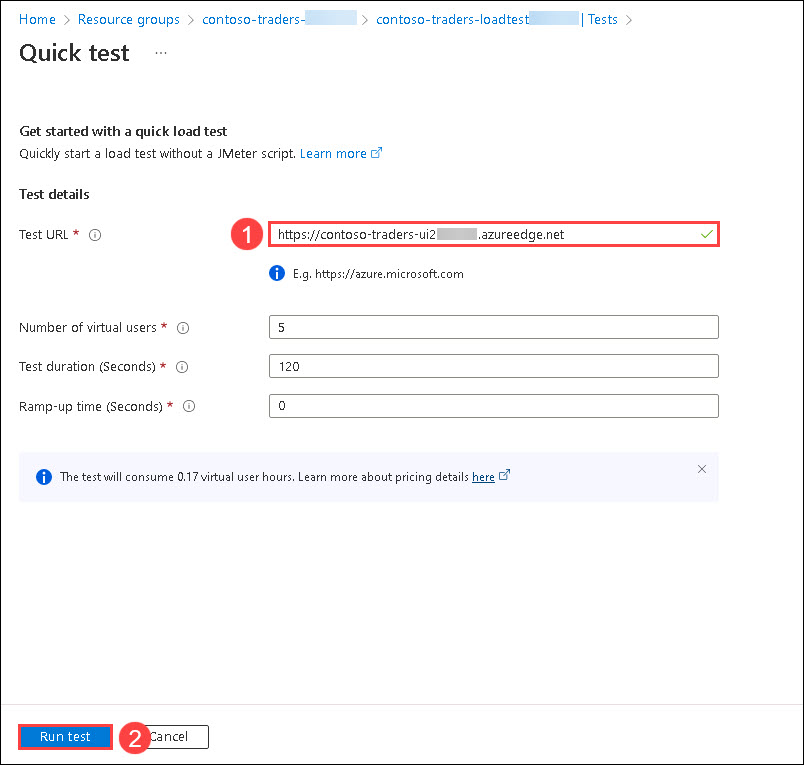 Home > Resource groups > contoso-traders- > contoso-traders-loadtest | Tests >
Quick test ...
Get started with a quick load test
Quickly start a load test without a JMeter script. Learn more
Test details
Test URL * 1 https://contoso-traders-ui2 .azureedge.net
E.g. https://azure.microsoft.com
Number of virtual users * 5
Test duration (Seconds) * 120
Ramp-up time (Seconds) * 0
The test will consume 0.17 virtual user hours. Learn more about pricing details here
Run test 2 Cancel